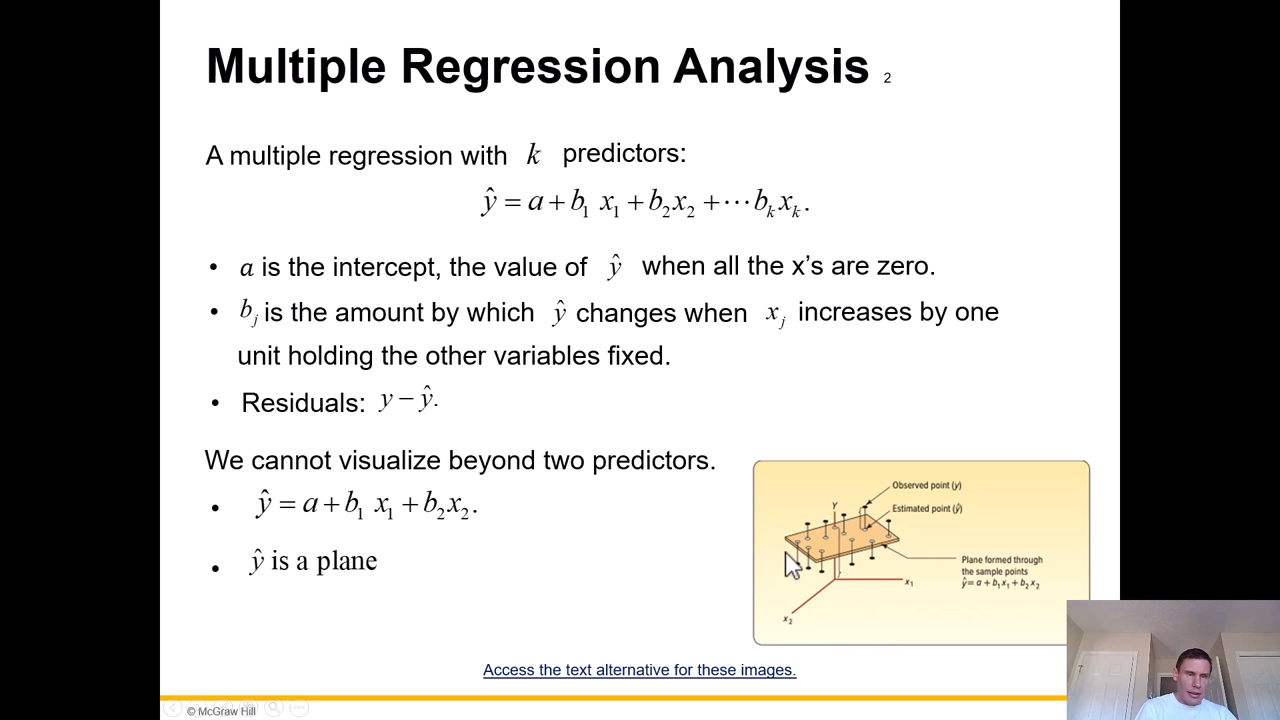 Multiple Regression Analysis 2
A multiple regression with k predictors:
ŷ = a + b₁ x₁ + b₂x₂ + ⋯ bₖxₖ.
• a is the intercept, the value of ŷ when all the x’s are zero.
• bⱼ is the amount by which ŷ changes when xⱼ increases by one
unit holding the other variables fixed.
• Residuals: y − ŷ.
We cannot visualize beyond two predictors.
• ŷ = a + b₁ x₁ + b₂x₂.
• ŷ is a plane
Observed point (y)
Y
Estimated point (ŷ)
Plane formed through
the sample points
ŷ = a + b₁x₁ + b₂x₂
x₁
x₂
Access the text alternative for these images.
© McGraw Hill